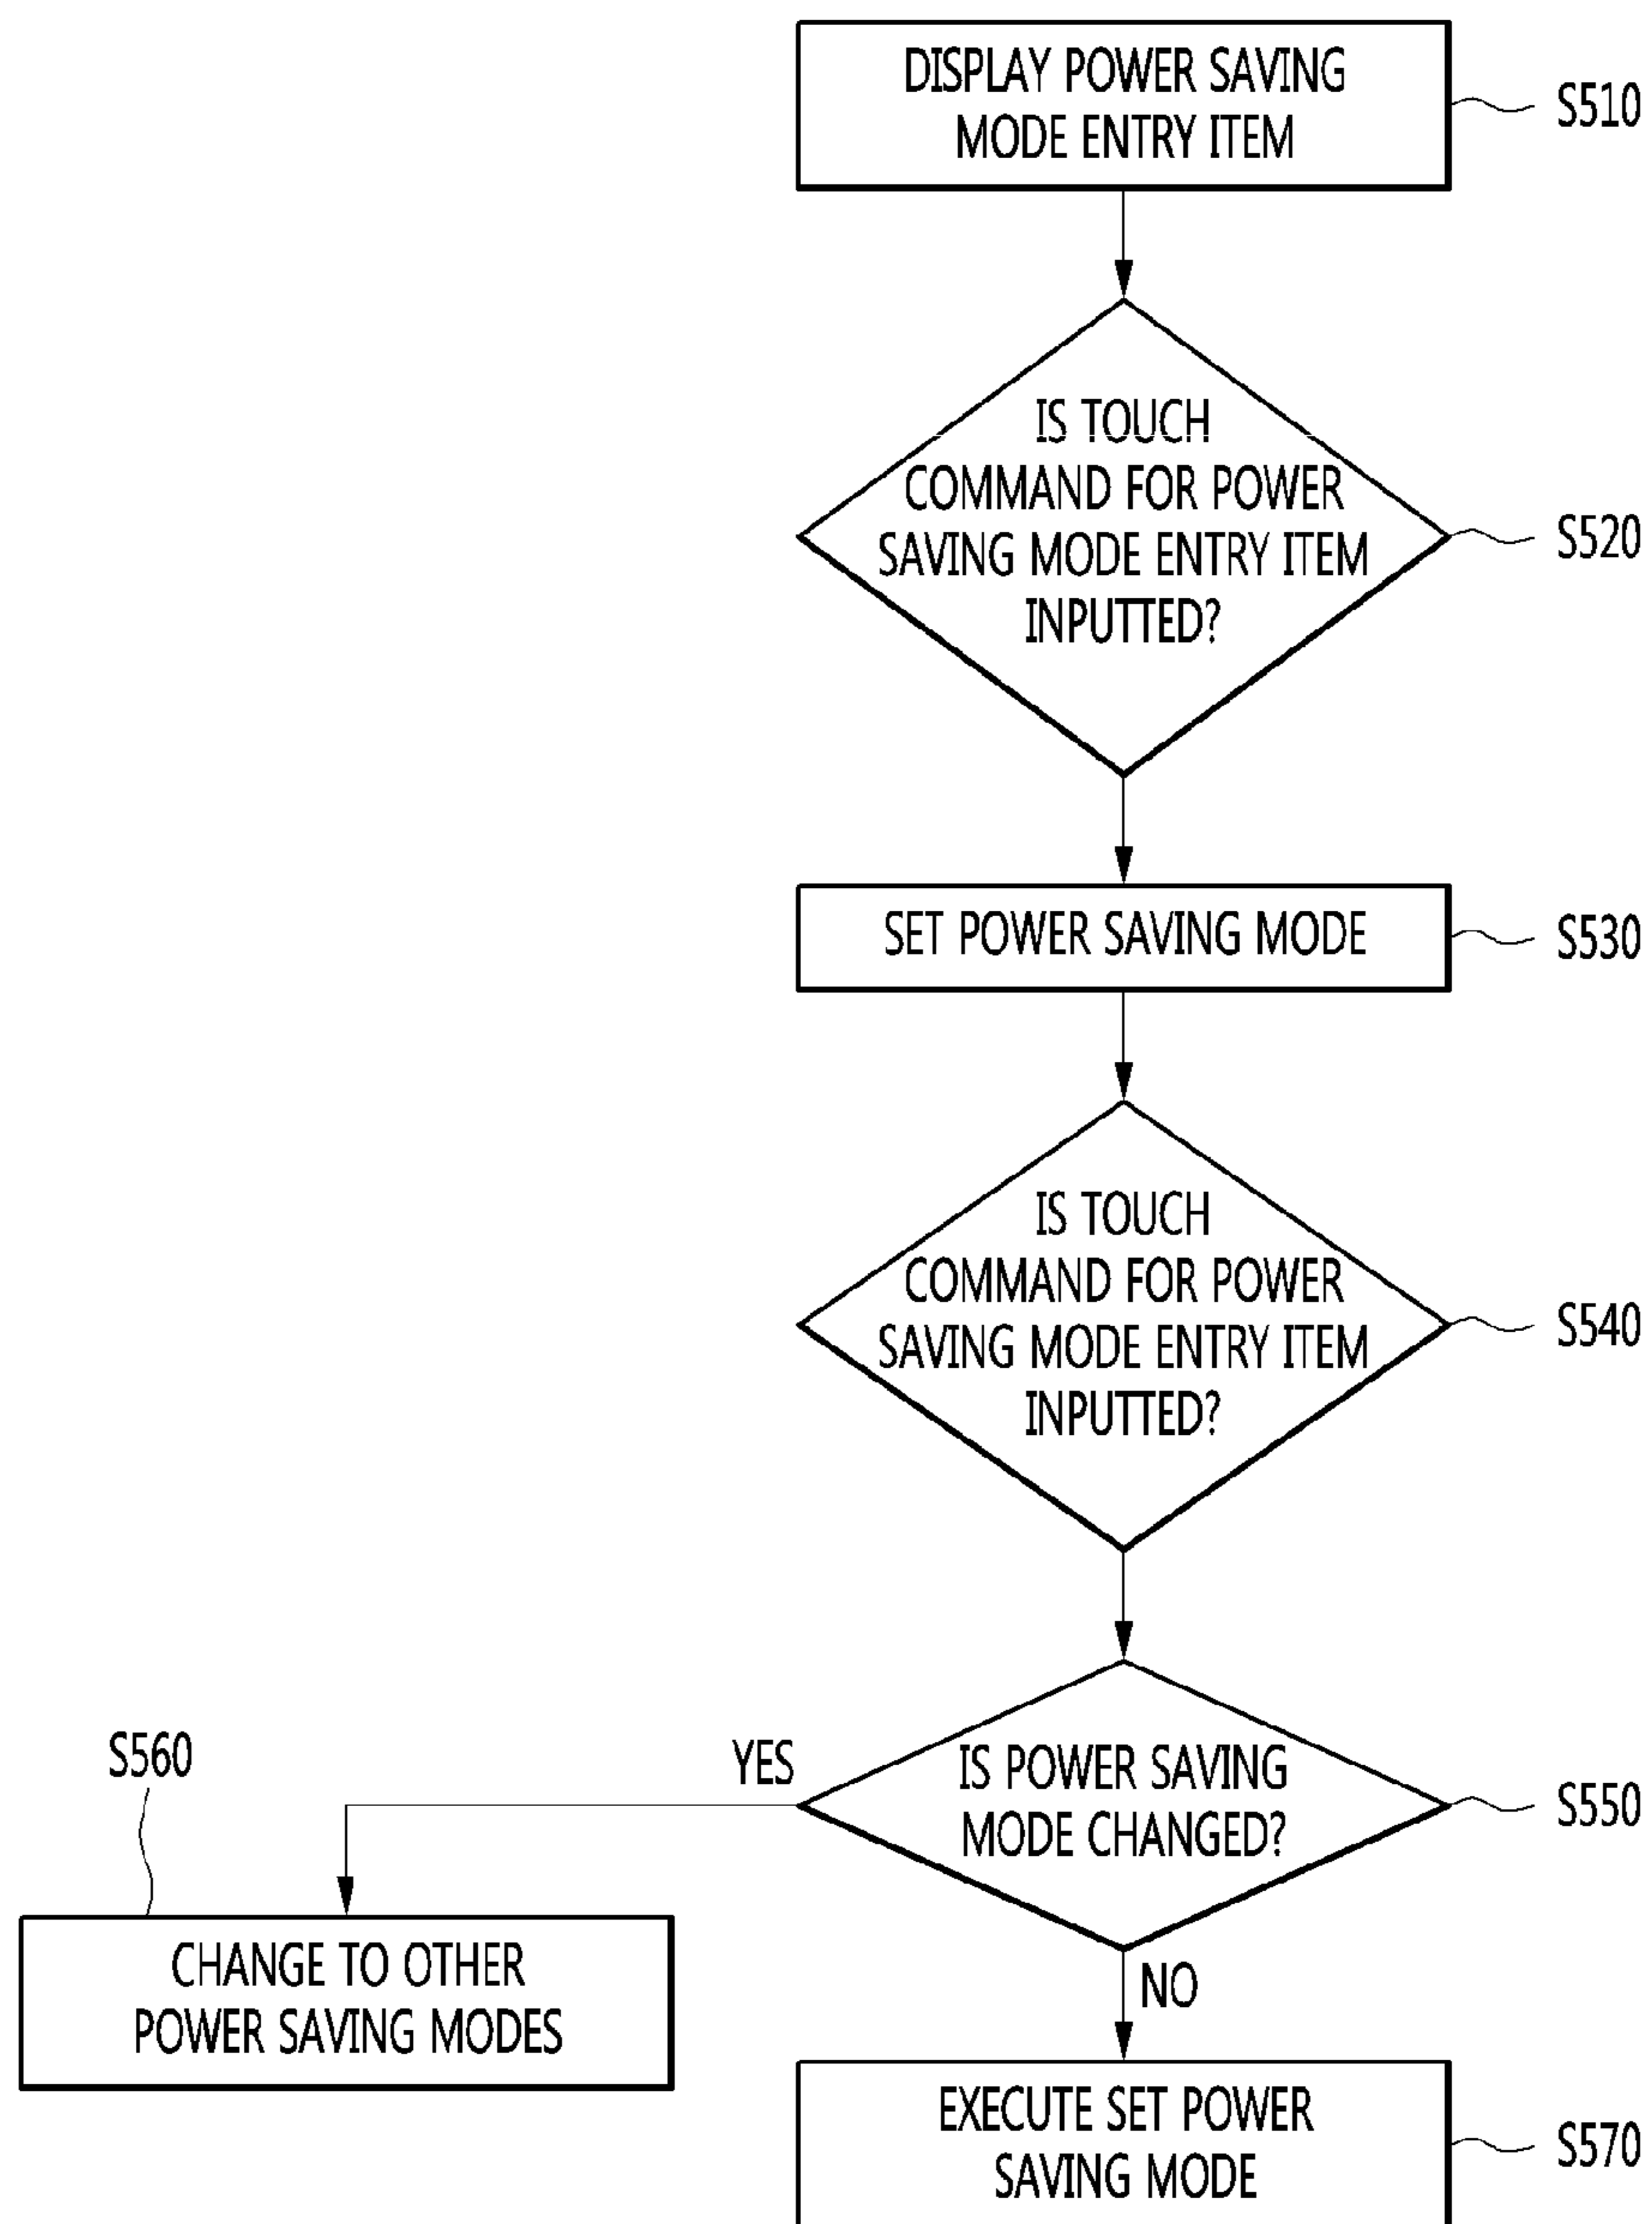 DISPLAY POWER SAVING
MODE ENTRY ITEM
S510
IS TOUCH
COMMAND FOR POWER
SAVING MODE ENTRY ITEM
INPUTTED?
S520
SET POWER SAVING MODE
S530
IS TOUCH
COMMAND FOR POWER
SAVING MODE ENTRY ITEM
INPUTTED?
S540
IS POWER SAVING
MODE CHANGED?
S550
YES
S560
CHANGE TO OTHER
POWER SAVING MODES
NO
EXECUTE SET POWER
SAVING MODE
S570